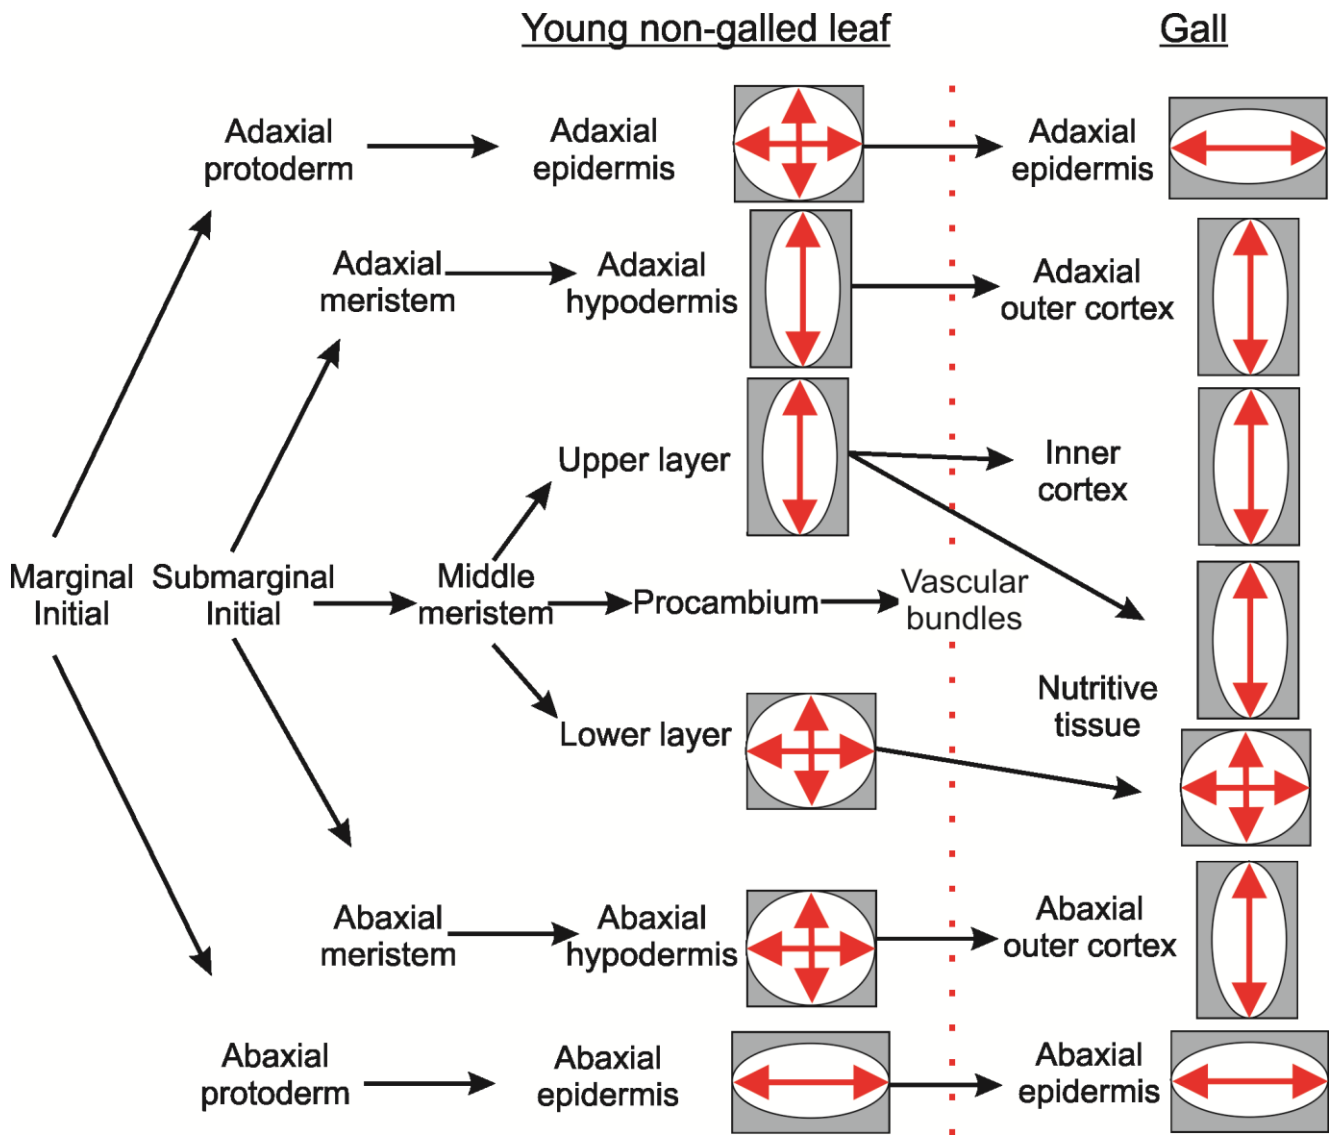 Young non-galled leaf
Gall
Adaxial
protoderm
Adaxial
epidermis
Adaxial
epidermis
Adaxial
meristem
Adaxial
hypodermis
Adaxial
outer cortex
Upper layer
Inner
cortex
Marginal
Initial
Submarginal
Initial
Middle
meristem
Procambium
Vascular
bundles
Lower layer
Nutritive
tissue
Abaxial
meristem
Abaxial
hypodermis
Abaxial
outer cortex
Abaxial
protoderm
Abaxial
epidermis
Abaxial
epidermis